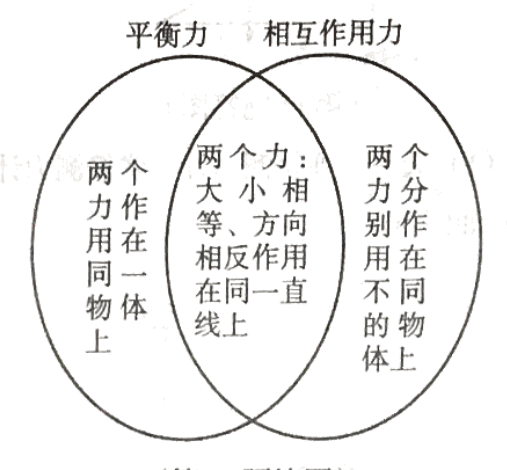 平衡力 相互作用力
两个
力作
用在
同一
物体
上
两个力：
大小相
等、方向
相反作用
在同一直
线上
两个
力分
别作
用在
不同
的物
体上